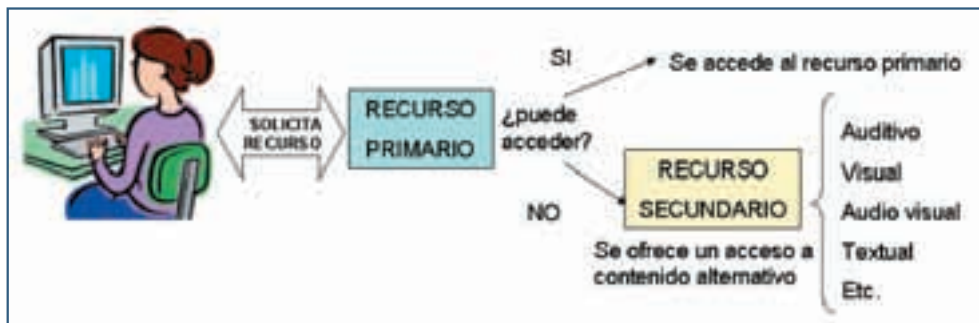 SOLICITA
RECURSO
RECURSO
PRIMARIO
¿puede
acceder?
SI
Se accede al recurso primario
NO
RECURSO
SECUNDARIO
Se ofrece un acceso a
contenido alternativo
Auditivo
Visual
Audio visual
Textual
Etc.